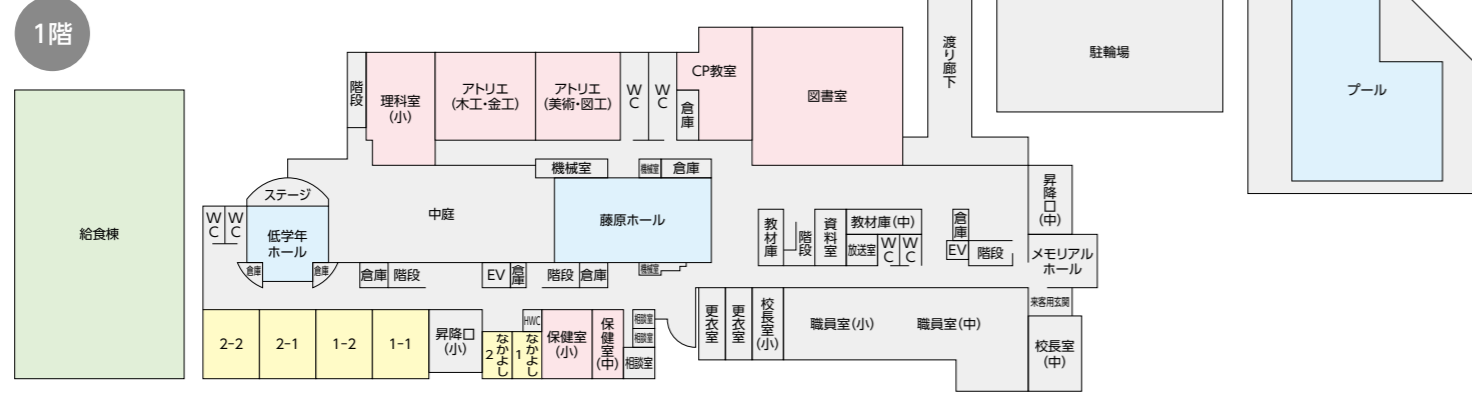 1階
給食棟
階段
理科室
(小)
アトリエ
(木工・金工)
アトリエ
(美術・図工)
WC
WC
CP教室
倉庫
図書室
渡り廊下
駐輪場
プール
機械室
機械室
倉庫
ステージ
WC
WC
低学年
ホール
倉庫
倉庫
中庭
藤原ホール
機械室
倉庫
階段
EV
倉庫
階段
倉庫
教材庫
階段
資料室
教材庫(中)
放送室
WC
WC
倉庫
EV
階段
昇降口(中)
メモリアル
ホール
来客用玄関
校長室
(中)
2-2
2-1
1-2
1-1
昇降口
(小)
なかよし2
なかよし1
HWC
保健室
(小)
保健室(中)
相談室
相談室
相談室
更衣室
更衣室
校長室(小)
職員室(小)
職員室(中)